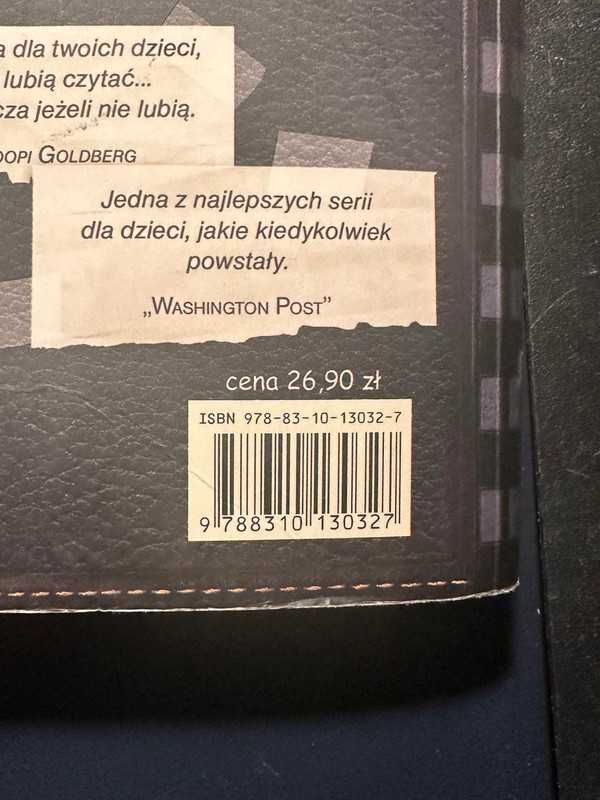 a dla twoich dzieci,
lubią czytać...
cza jeżeli nie lubią.
OOPI GOLDBERG
Jedna z najlepszych serii
dla dzieci, jakie kiedykolwiek
powstały.
„WASHINGTON POST”
cena 26,90 zł
ISBN 978-83-10-13032-7
9 788310 130327